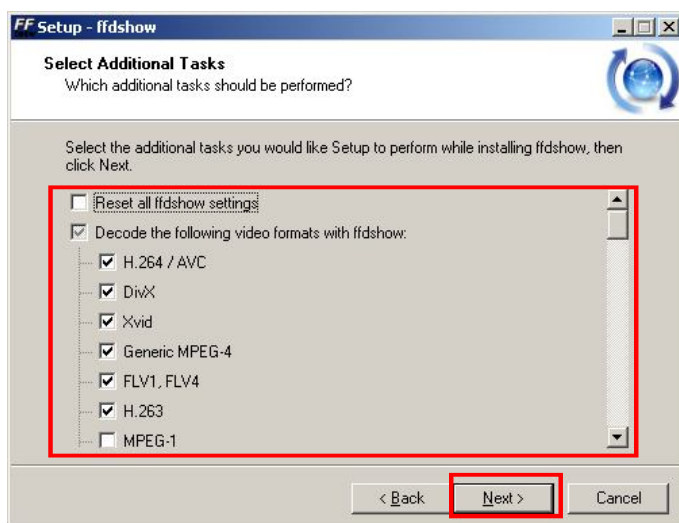 FF Setup - ffdshow
Select Additional Tasks
Which additional tasks should be performed?
Select the additional tasks you would like Setup to perform while installing ffdshow, then
click Next.
Reset all ffdshow settings
Decode the following video formats with ffdshow:
H.264 / AVC
DivX
Xvid
Generic MPEG-4
FLV1, FLV4
H.263
MPEG-1
< Back Next > Cancel